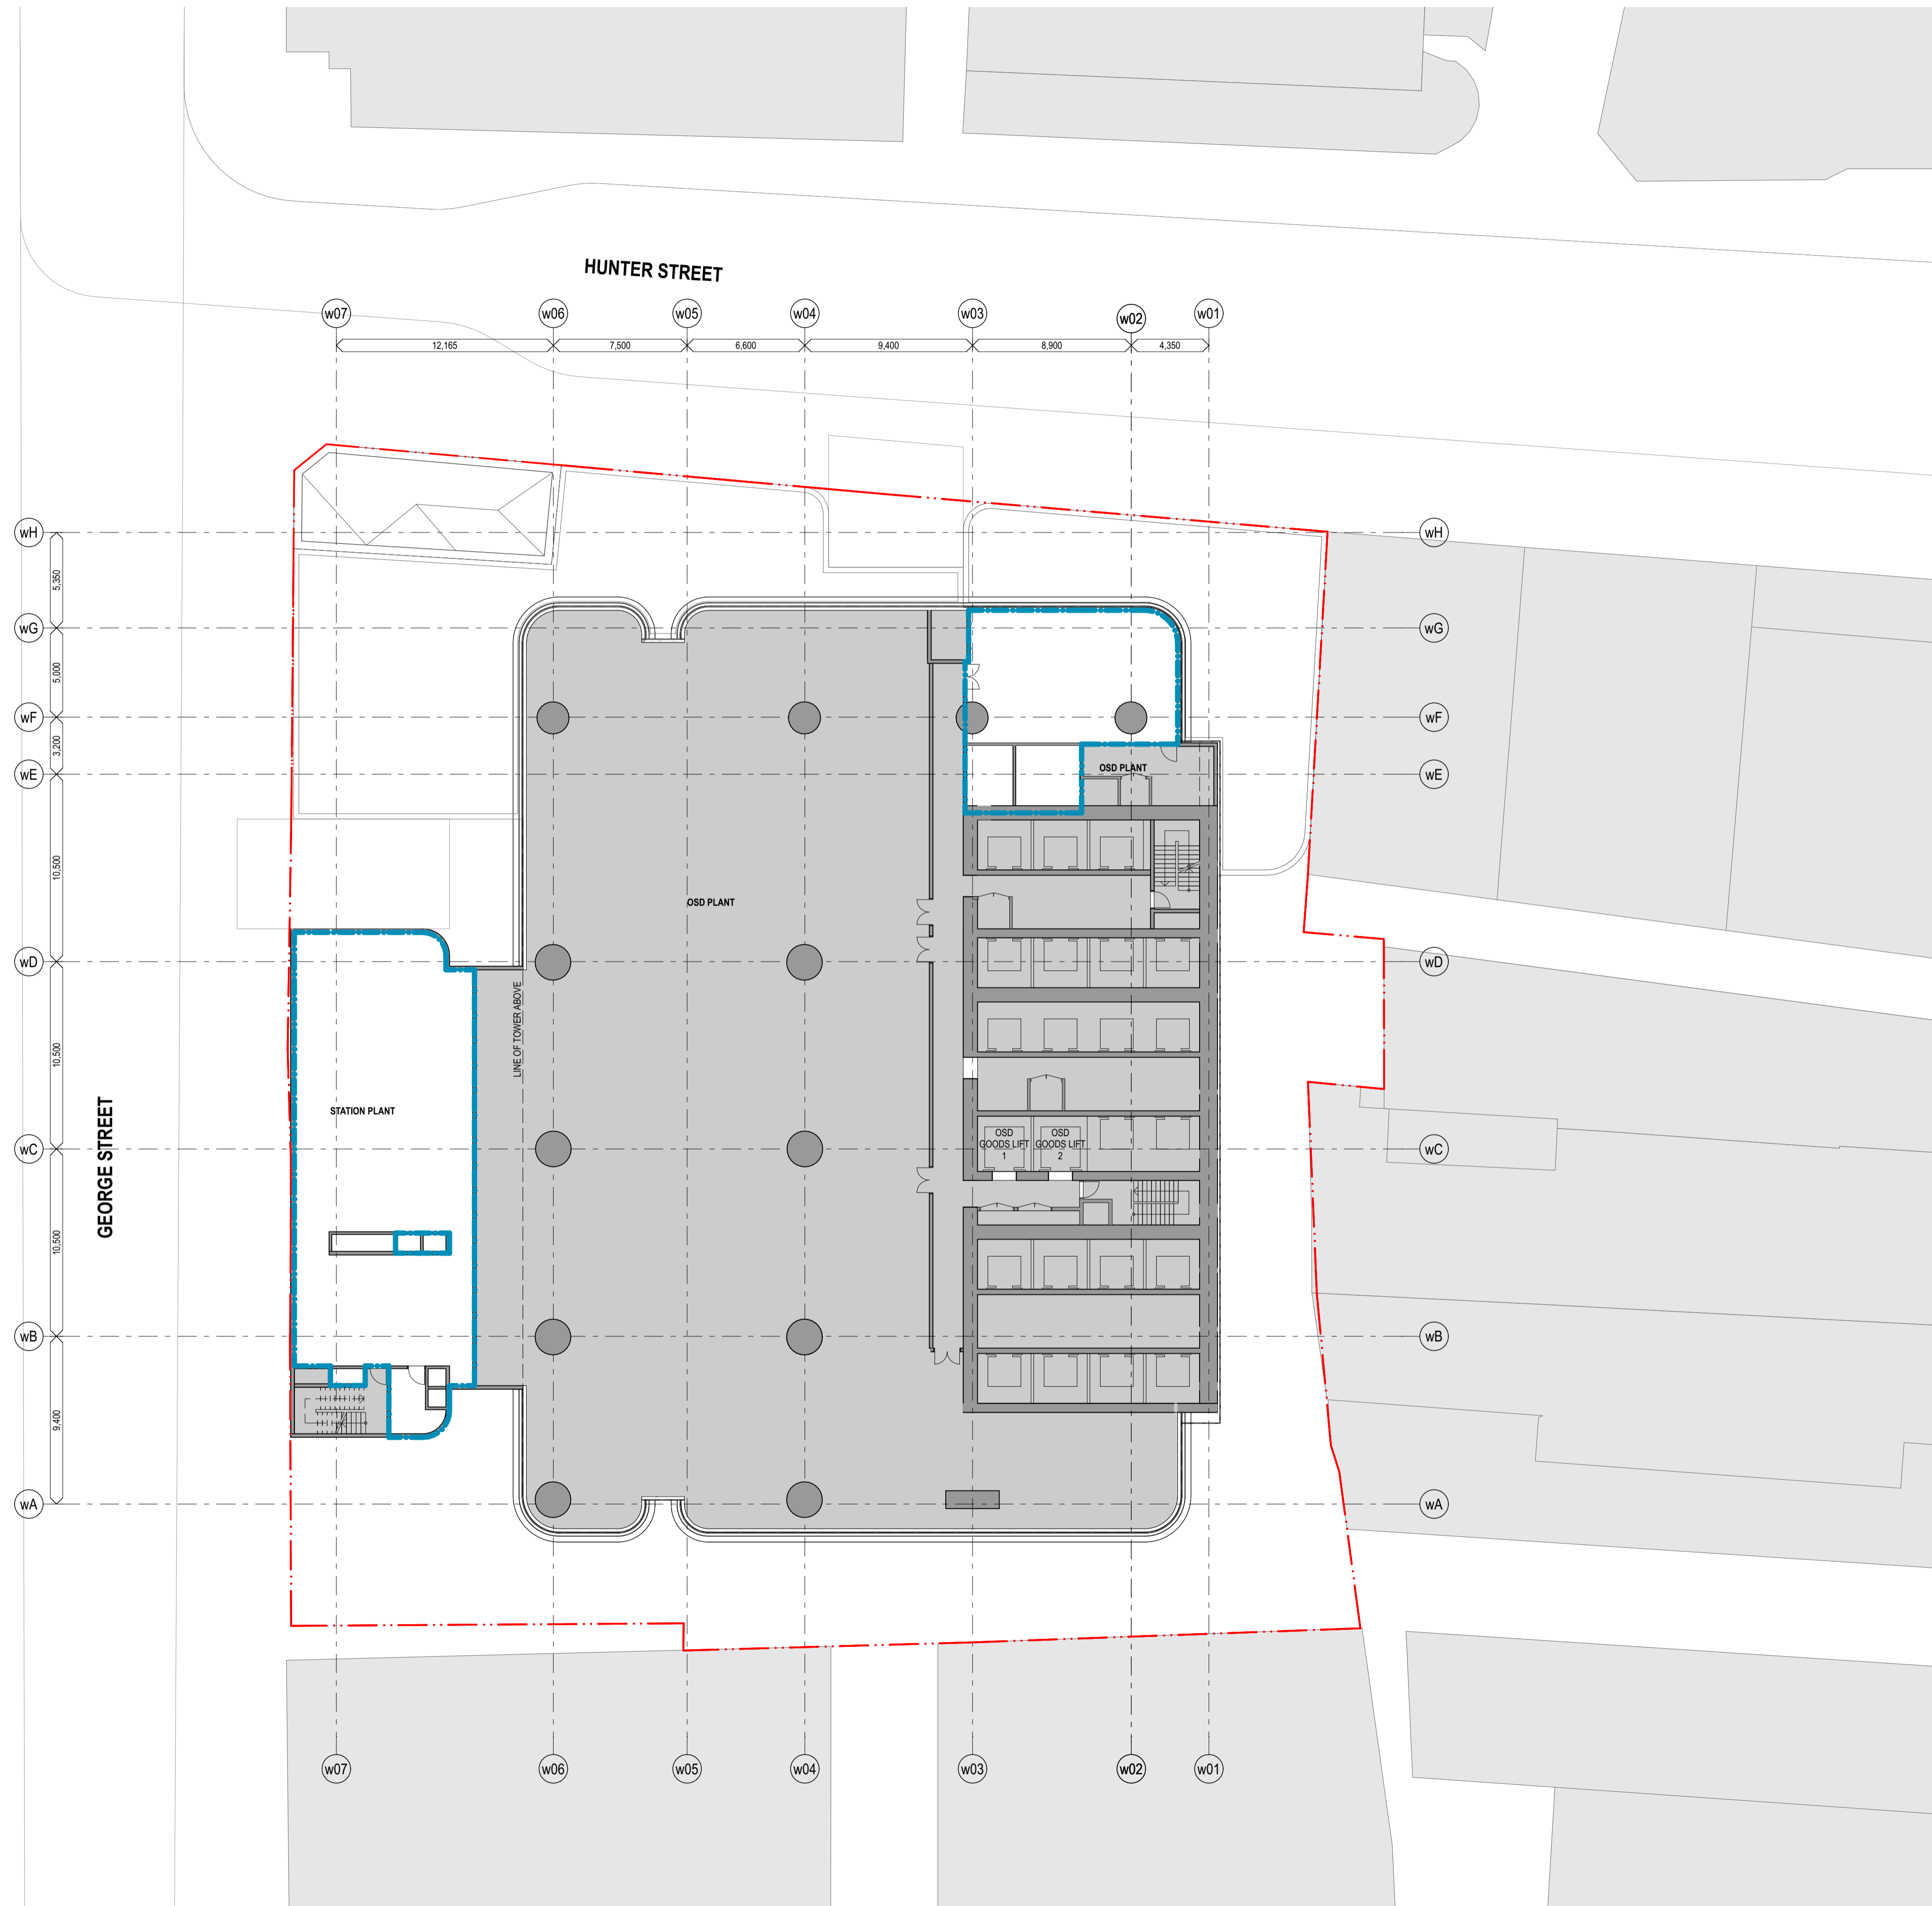 HUNTER STREET
w07
w06
w05
w04
w03
w02
w01
12,165
7,500
6,600
9,400
8,900
4,350
wH
wH
5,350
wG
wG
5,000
wF
wF
3,200
wE
wE
OSD PLANT
10,500
OSD PLANT
wD
wD
LINE OF TOWER ABOVE
10,500
STATION PLANT
GEORGE STREET
OSD
GOODS LIFT
1
OSD
GOODS LIFT
2
wC
wC
10,500
wB
wB
9,400
wA
wA
w07
w06
w05
w04
w03
w02
w01